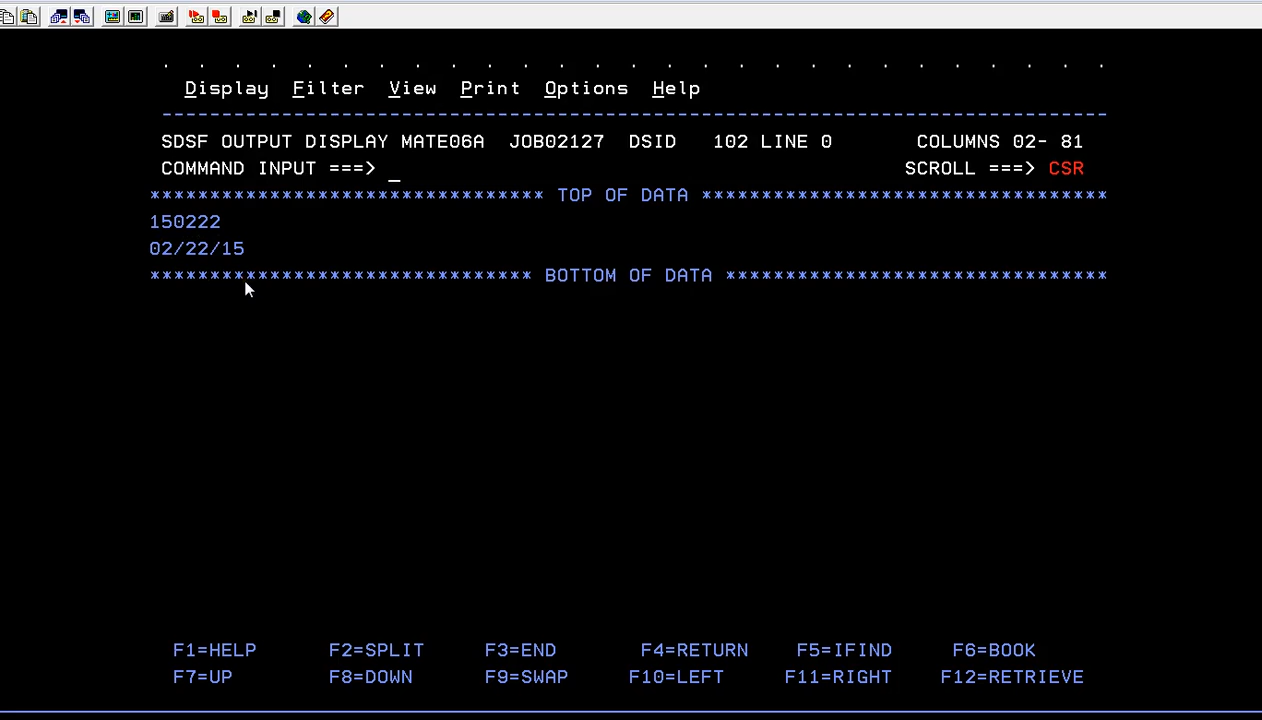 . . . . . . . . . . . . . . . . . . . . . . . . . . .
Display Filter View Print Options Help
-------------------------------------------------------------------------------
SDSF OUTPUT DISPLAY MATE06A JOB02127 DSID 102 LINE 0 COLUMNS 02- 81
COMMAND INPUT ===> _ SCROLL ===> CSR
********************************* TOP OF DATA **********************************
150222
02/22/15
******************************** BOTTOM OF DATA ********************************
F1=HELP F2=SPLIT F3=END F4=RETURN F5=IFIND F6=BOOK
F7=UP F8=DOWN F9=SWAP F10=LEFT F11=RIGHT F12=RETRIEVE